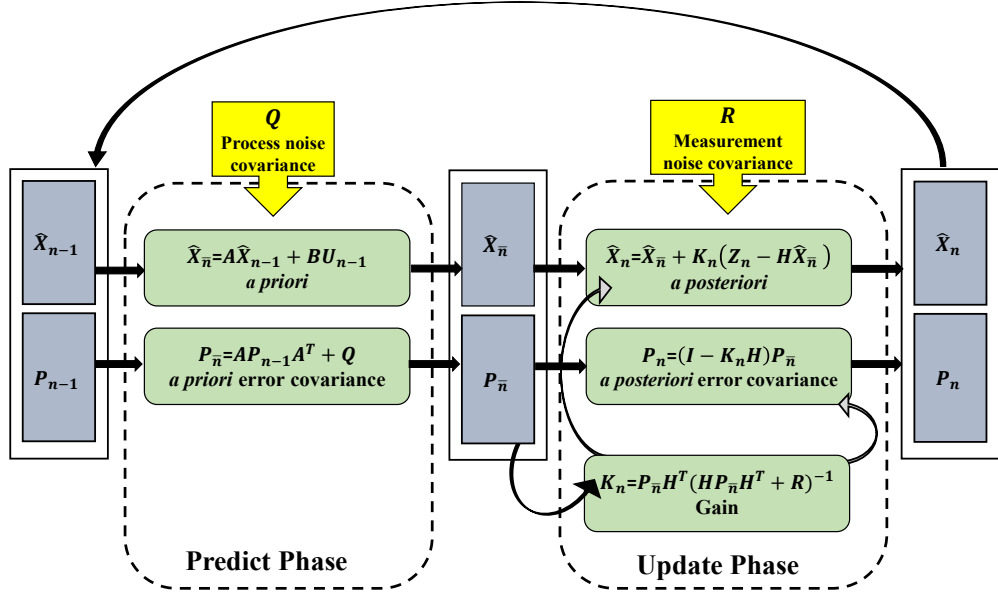 Q
Process noise
covariance
R
Measurement
noise covariance
X̂ₙ₋₁
X̂ₙ̅=AX̂ₙ₋₁ + BUₙ₋₁
a priori
X̂ₙ̅
X̂ₙ=X̂ₙ̅ + Kₙ(Zₙ − HX̂ₙ̅ )
a posteriori
X̂ₙ
Pₙ₋₁
Pₙ̅=APₙ₋₁Aᵀ + Q
a priori error covariance
Pₙ̅
Pₙ=(I − KₙH)Pₙ̅
a posteriori error covariance
Pₙ
Kₙ=Pₙ̅Hᵀ(HPₙ̅Hᵀ + R)⁻¹
Gain
Predict Phase
Update Phase